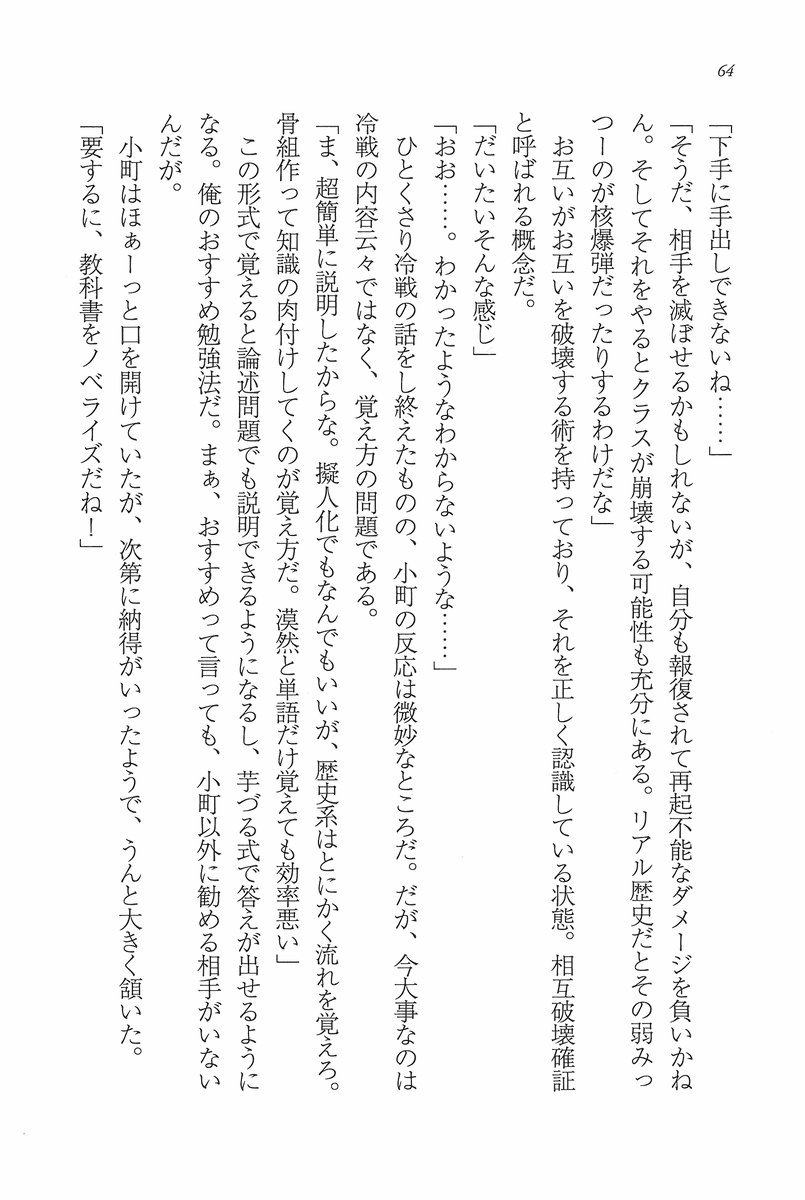 64
「下手に手出しできないね……」
「そうだ、相手を滅ぼせるかもしれないが、自分も報復されて再起不能なダメージを負いかね
ん。そしてそれをやるとクラスが崩壊する可能性も充分にある。リアル歴史だとその弱みっ
つーのが核爆弾だったりするわけだな」
　お互いがお互いを破壊する術を持っており、それを正しく認識している状態。相互破壊確証
と呼ばれる概念だ。
「だいたいそんな感じ」
「おお……。わかったようなわからないような……」
　ひとくさり冷戦の話をし終えたものの、小町の反応は微妙なところだ。だが、今大事なのは
冷戦の内容云々ではなく、覚え方の問題である。
「ま、超簡単に説明したからな。擬人化でもなんでもいいが、歴史系はとにかく流れを覚えろ。
骨組作って知識の肉付けしてくのが覚え方だ。漠然と単語だけ覚えても効率悪い」
　この形式で覚えると論述問題でも説明できるようになるし、芋づる式で答えが出せるように
なる。俺のおすすめ勉強法だ。まぁ、おすすめって言っても、小町以外に勧める相手がいない
んだが。
　小町はほぁーっと口を開けていたが、次第に納得がいったようで、うんと大きく頷いた。
「要するに、教科書をノベライズだね！」